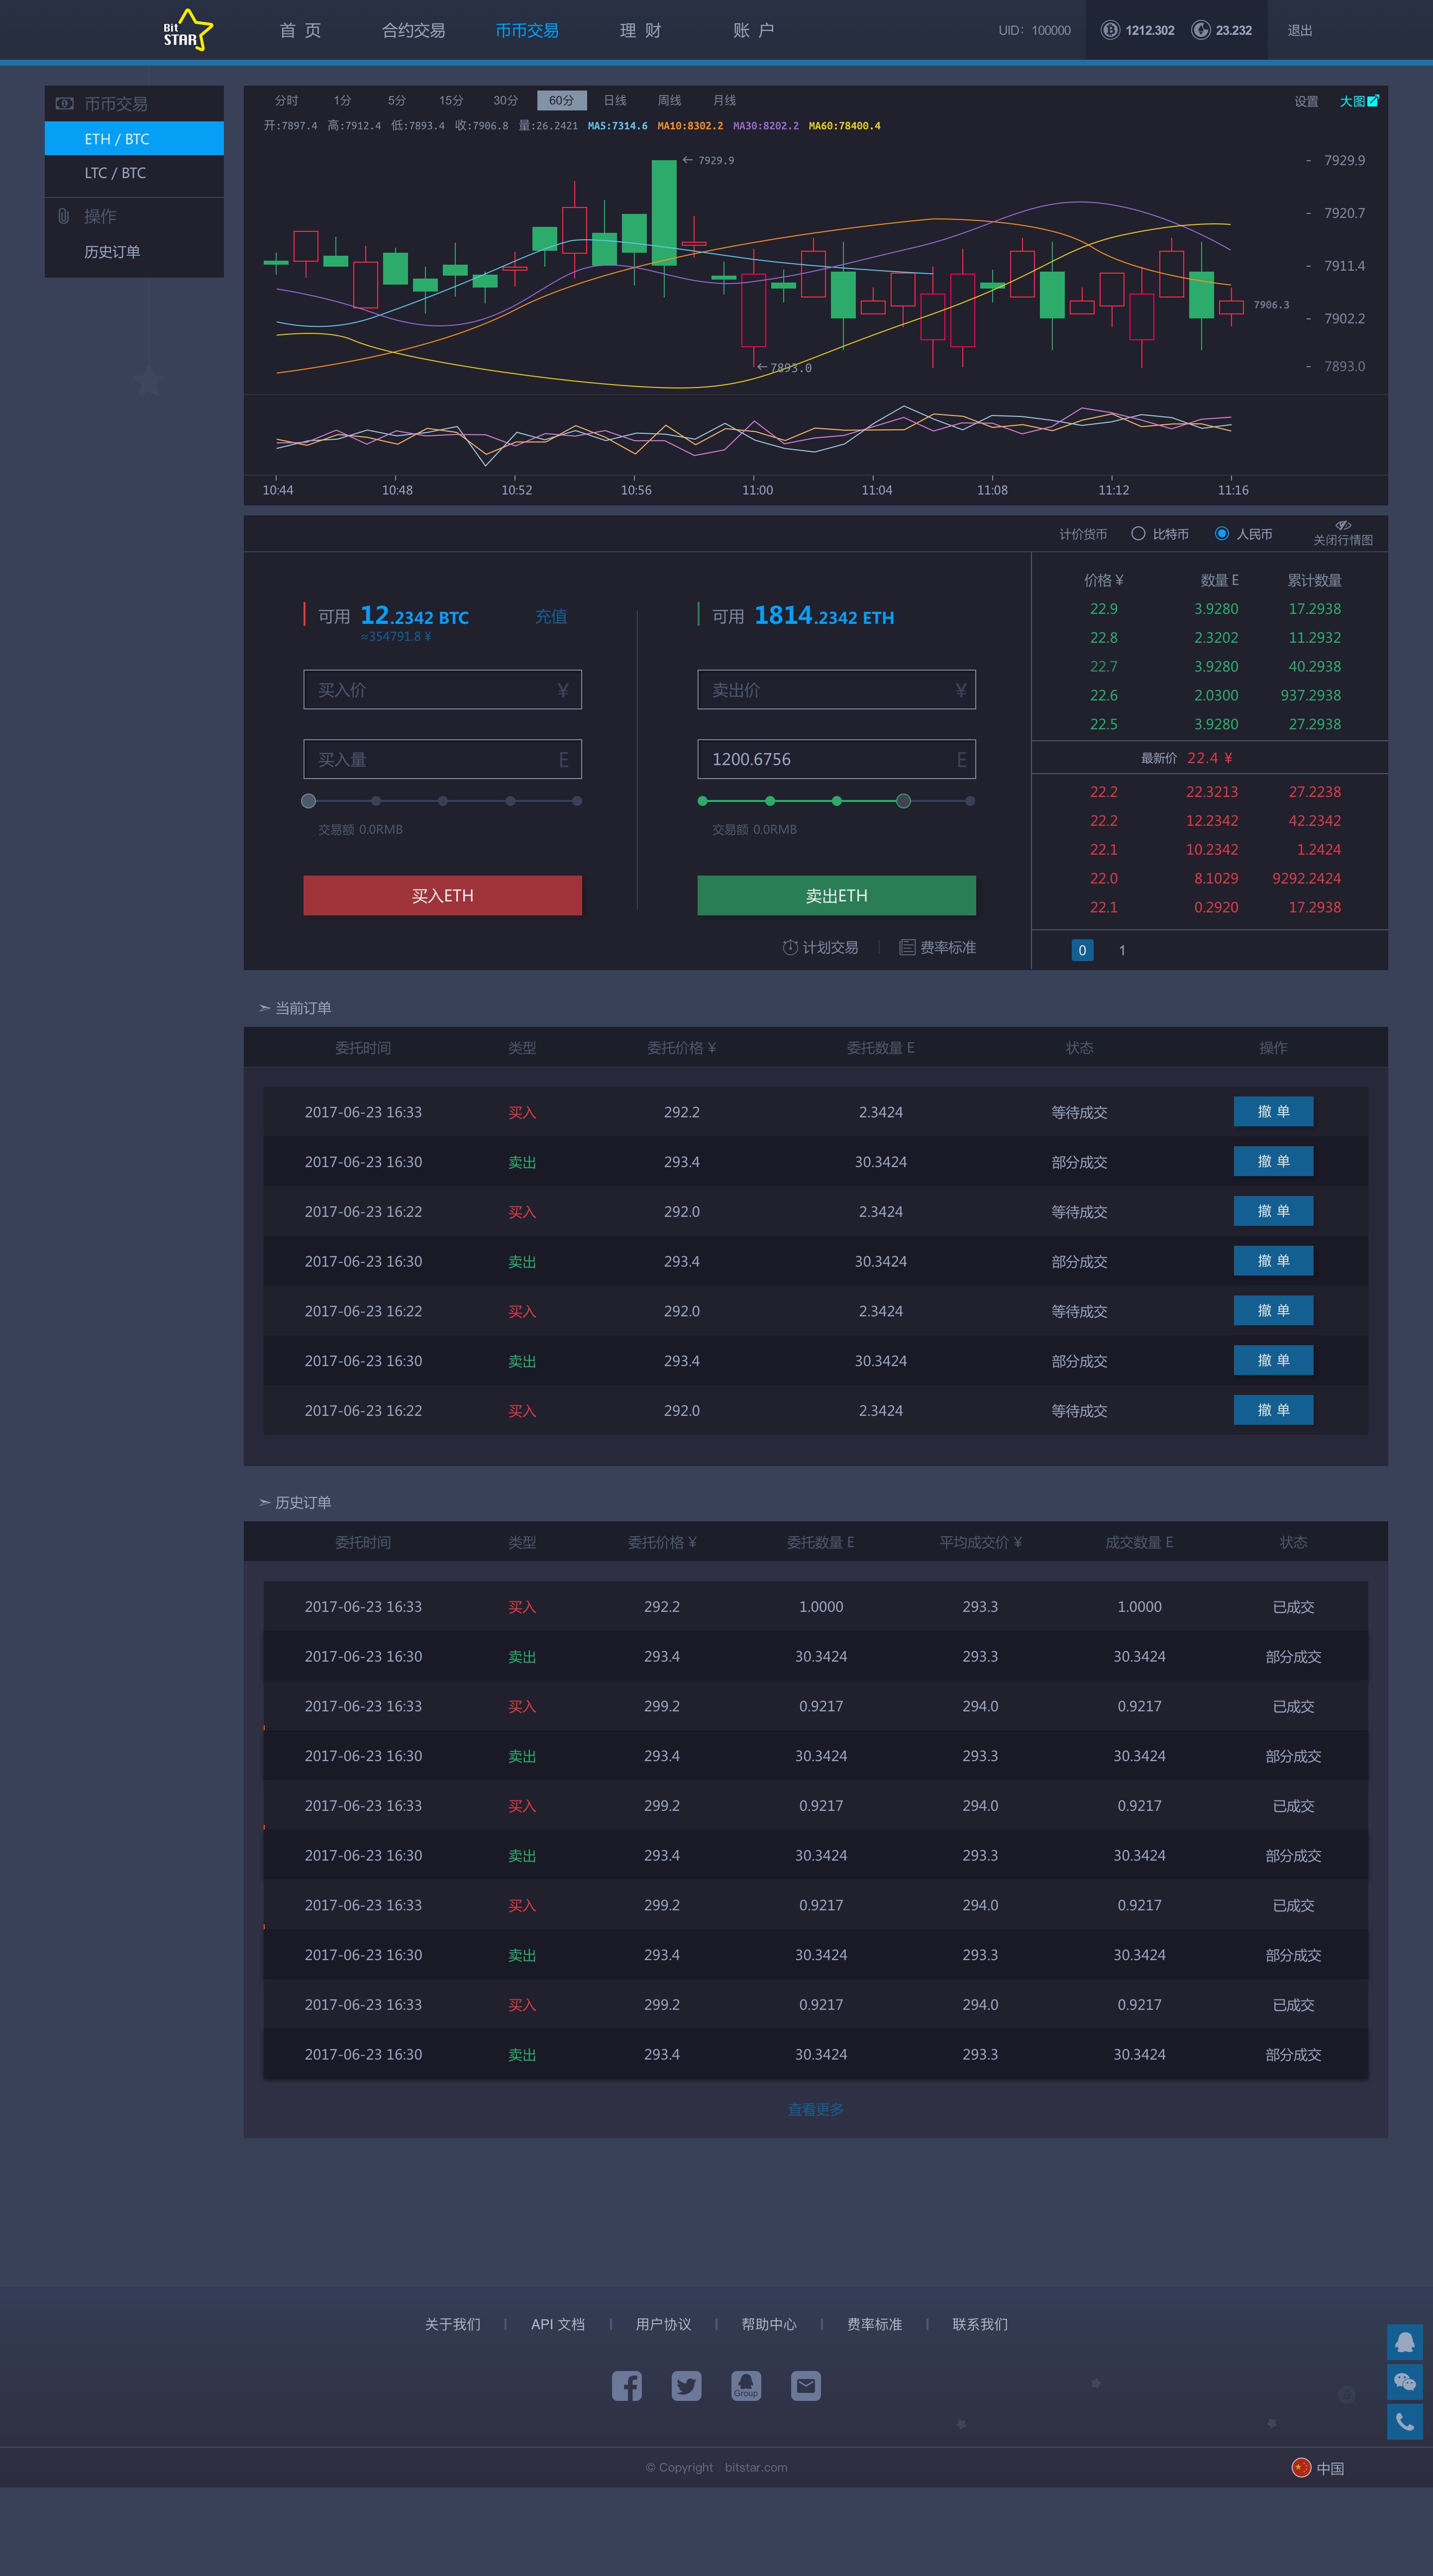 Bit
STAR
首 页 合约交易 币币交易 理 财 账 户 UID：100000 1212.302 23.232 退出
币币交易
ETH / BTC
LTC / BTC
操作
历史订单
分时 1分 5分 15分 30分 60分 日线 周线 月线 设置 大图
开:7897.4 高:7912.4 低:7893.4 收:7906.8 量:26.2421 MA5:7314.6 MA10:8302.2 MA30:8202.2 MA60:78400.4
← 7929.9
- 7929.9
- 7920.7
- 7911.4
7906.3
- 7902.2
←7893.0
- 7893.0
10:44 10:48 10:52 10:56 11:00 11:04 11:08 11:12 11:16
计价货币 比特币 人民币 关闭行情图
可用 12.2342 BTC 充值
≈354791.8 ¥
买入价 ¥
买入量 E
交易额 0.0RMB
买入ETH
可用 1814.2342 ETH
卖出价 ¥
1200.6756 E
交易额 0.0RMB
卖出ETH
计划交易 | 费率标准
价格 ¥ 数量 E 累计数量
22.9 3.9280 17.2938
22.8 2.3202 11.2932
22.7 3.9280 40.2938
22.6 2.0300 937.2938
22.5 3.9280 27.2938
最新价 22.4 ¥
22.2 22.3213 27.2238
22.2 12.2342 42.2342
22.1 10.2342 1.2424
22.0 8.1029 9292.2424
22.1 0.2920 17.2938
0 1
➣ 当前订单
委托时间 类型 委托价格 ¥ 委托数量 E 状态 操作
2017-06-23 16:33 买入 292.2 2.3424 等待成交 撤 单
2017-06-23 16:30 卖出 293.4 30.3424 部分成交 撤 单
2017-06-23 16:22 买入 292.0 2.3424 等待成交 撤 单
2017-06-23 16:30 卖出 293.4 30.3424 部分成交 撤 单
2017-06-23 16:22 买入 292.0 2.3424 等待成交 撤 单
2017-06-23 16:30 卖出 293.4 30.3424 部分成交 撤 单
2017-06-23 16:22 买入 292.0 2.3424 等待成交 撤 单
➣ 历史订单
委托时间 类型 委托价格 ¥ 委托数量 E 平均成交价 ¥ 成交数量 E 状态
2017-06-23 16:33 买入 292.2 1.0000 293.3 1.0000 已成交
2017-06-23 16:30 卖出 293.4 30.3424 293.3 30.3424 部分成交
2017-06-23 16:33 买入 299.2 0.9217 294.0 0.9217 已成交
2017-06-23 16:30 卖出 293.4 30.3424 293.3 30.3424 部分成交
2017-06-23 16:33 买入 299.2 0.9217 294.0 0.9217 已成交
2017-06-23 16:30 卖出 293.4 30.3424 293.3 30.3424 部分成交
2017-06-23 16:33 买入 299.2 0.9217 294.0 0.9217 已成交
2017-06-23 16:30 卖出 293.4 30.3424 293.3 30.3424 部分成交
2017-06-23 16:33 买入 299.2 0.9217 294.0 0.9217 已成交
2017-06-23 16:30 卖出 293.4 30.3424 293.3 30.3424 部分成交
查看更多
关于我们 | API 文档 | 用户协议 | 帮助中心 | 费率标准 | 联系我们
Group
© Copyright bitstar.com
中国